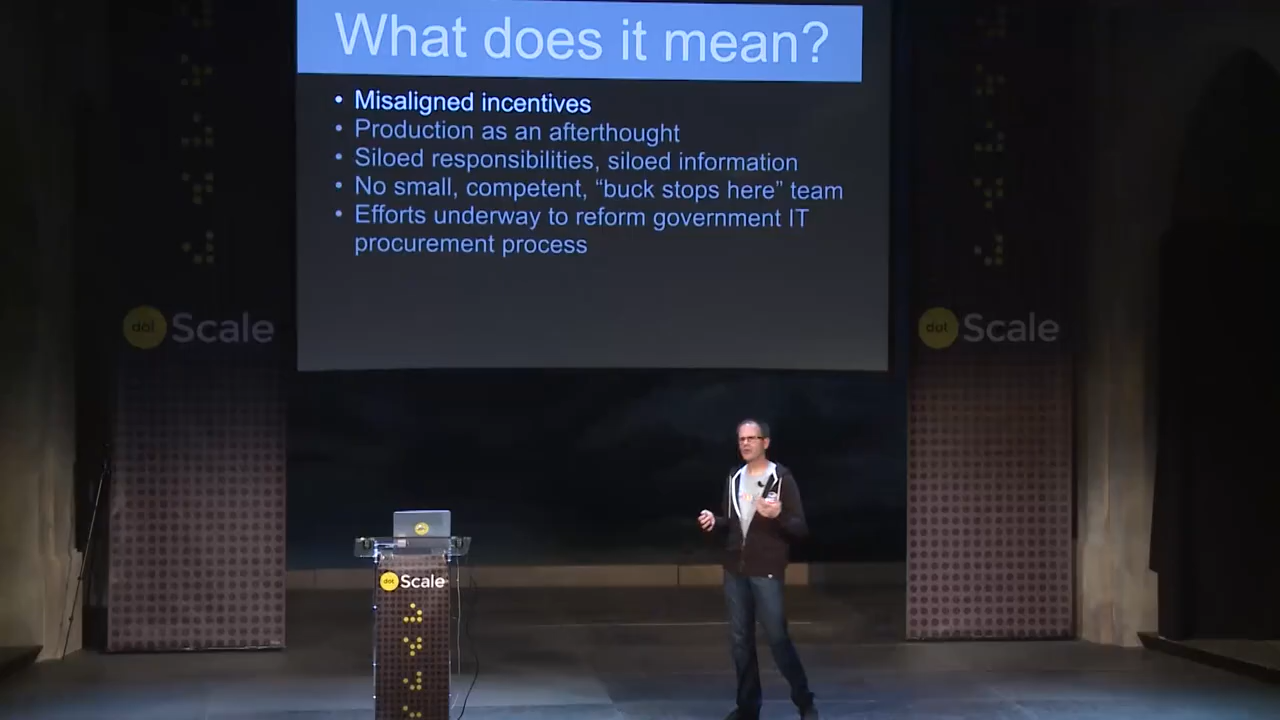 What does it mean?
• Misaligned incentives
• Production as an afterthought
• Siloed responsibilities, siloed information
• No small, competent, “buck stops here” team
• Efforts underway to reform government IT
procurement process
dot Scale
dot Scale
dot Scale